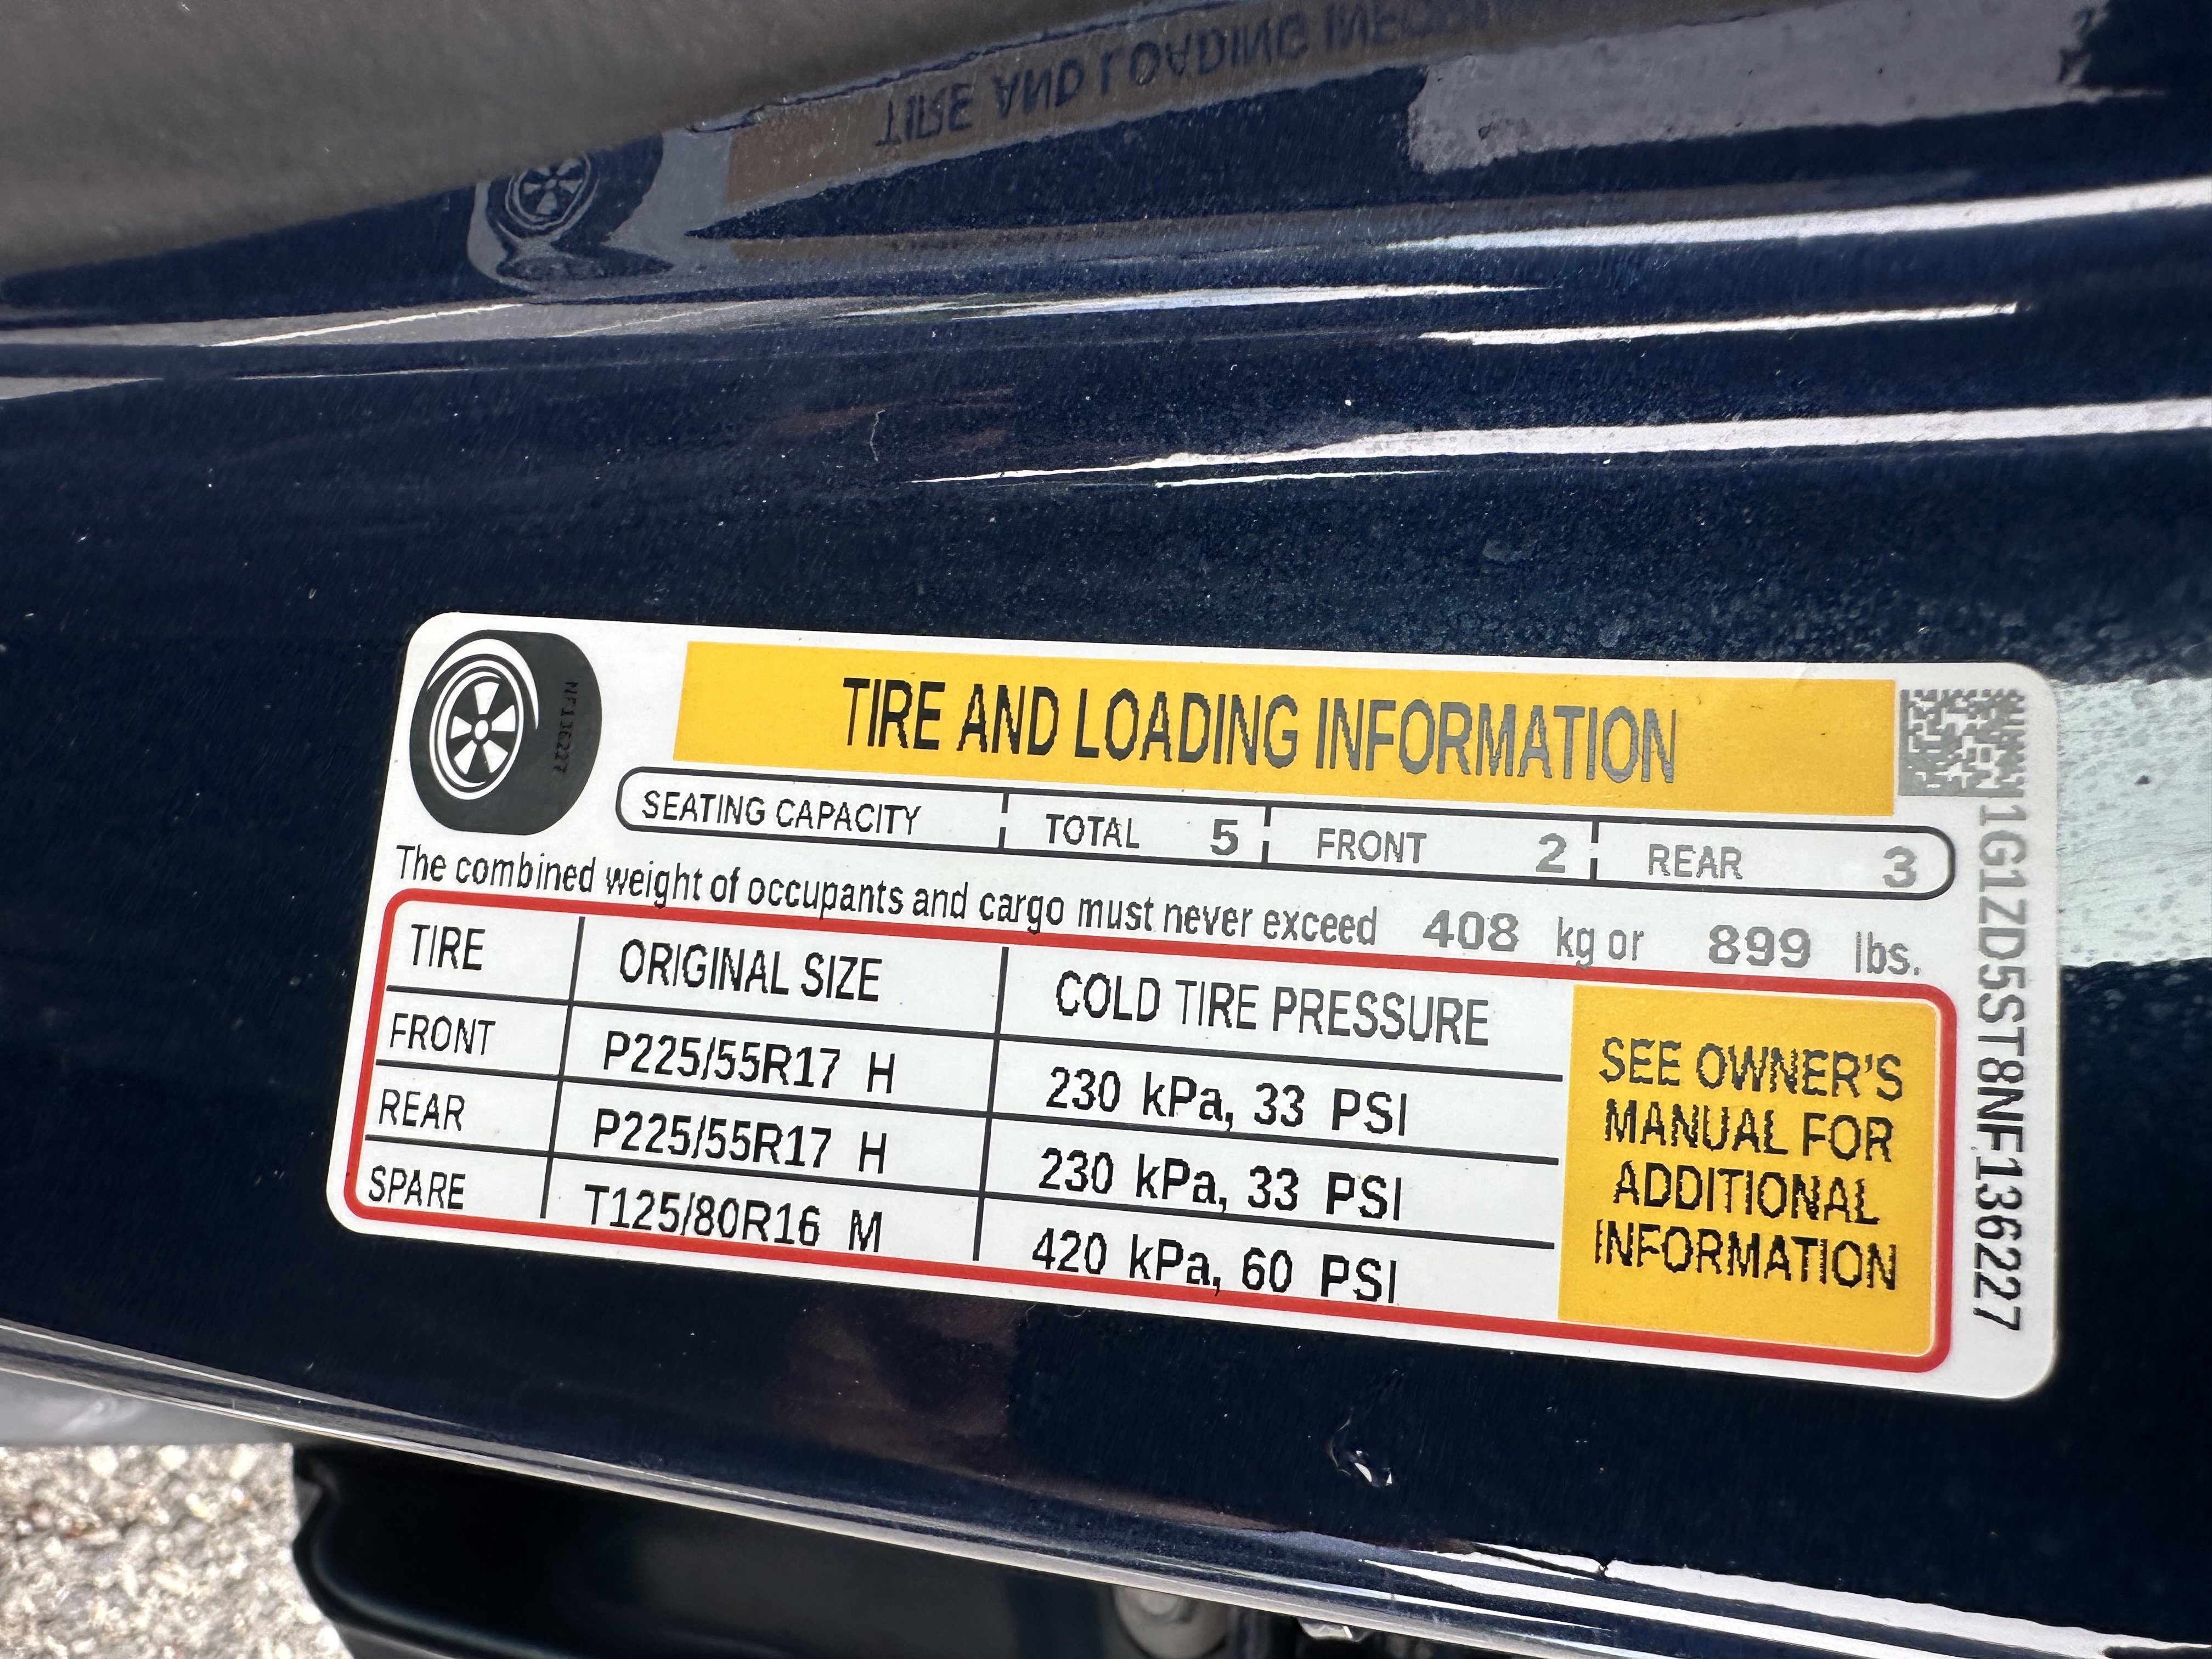 TIRE AND LOADING INFORMATION
SEATING CAPACITY TOTAL 5 FRONT 2 REAR 3
The combined weight of occupants and cargo must never exceed 408 kg or 899 lbs.
TIRE ORIGINAL SIZE COLD TIRE PRESSURE
FRONT P225/55R17 H 230 kPa, 33 PSI
REAR P225/55R17 H 230 kPa, 33 PSI
SPARE T125/80R16 M 420 kPa, 60 PSI
SEE OWNER'S
MANUAL FOR
ADDITIONAL
INFORMATION
1G1ZD5ST8NF136227
NF136227
TIRE AND LOADING